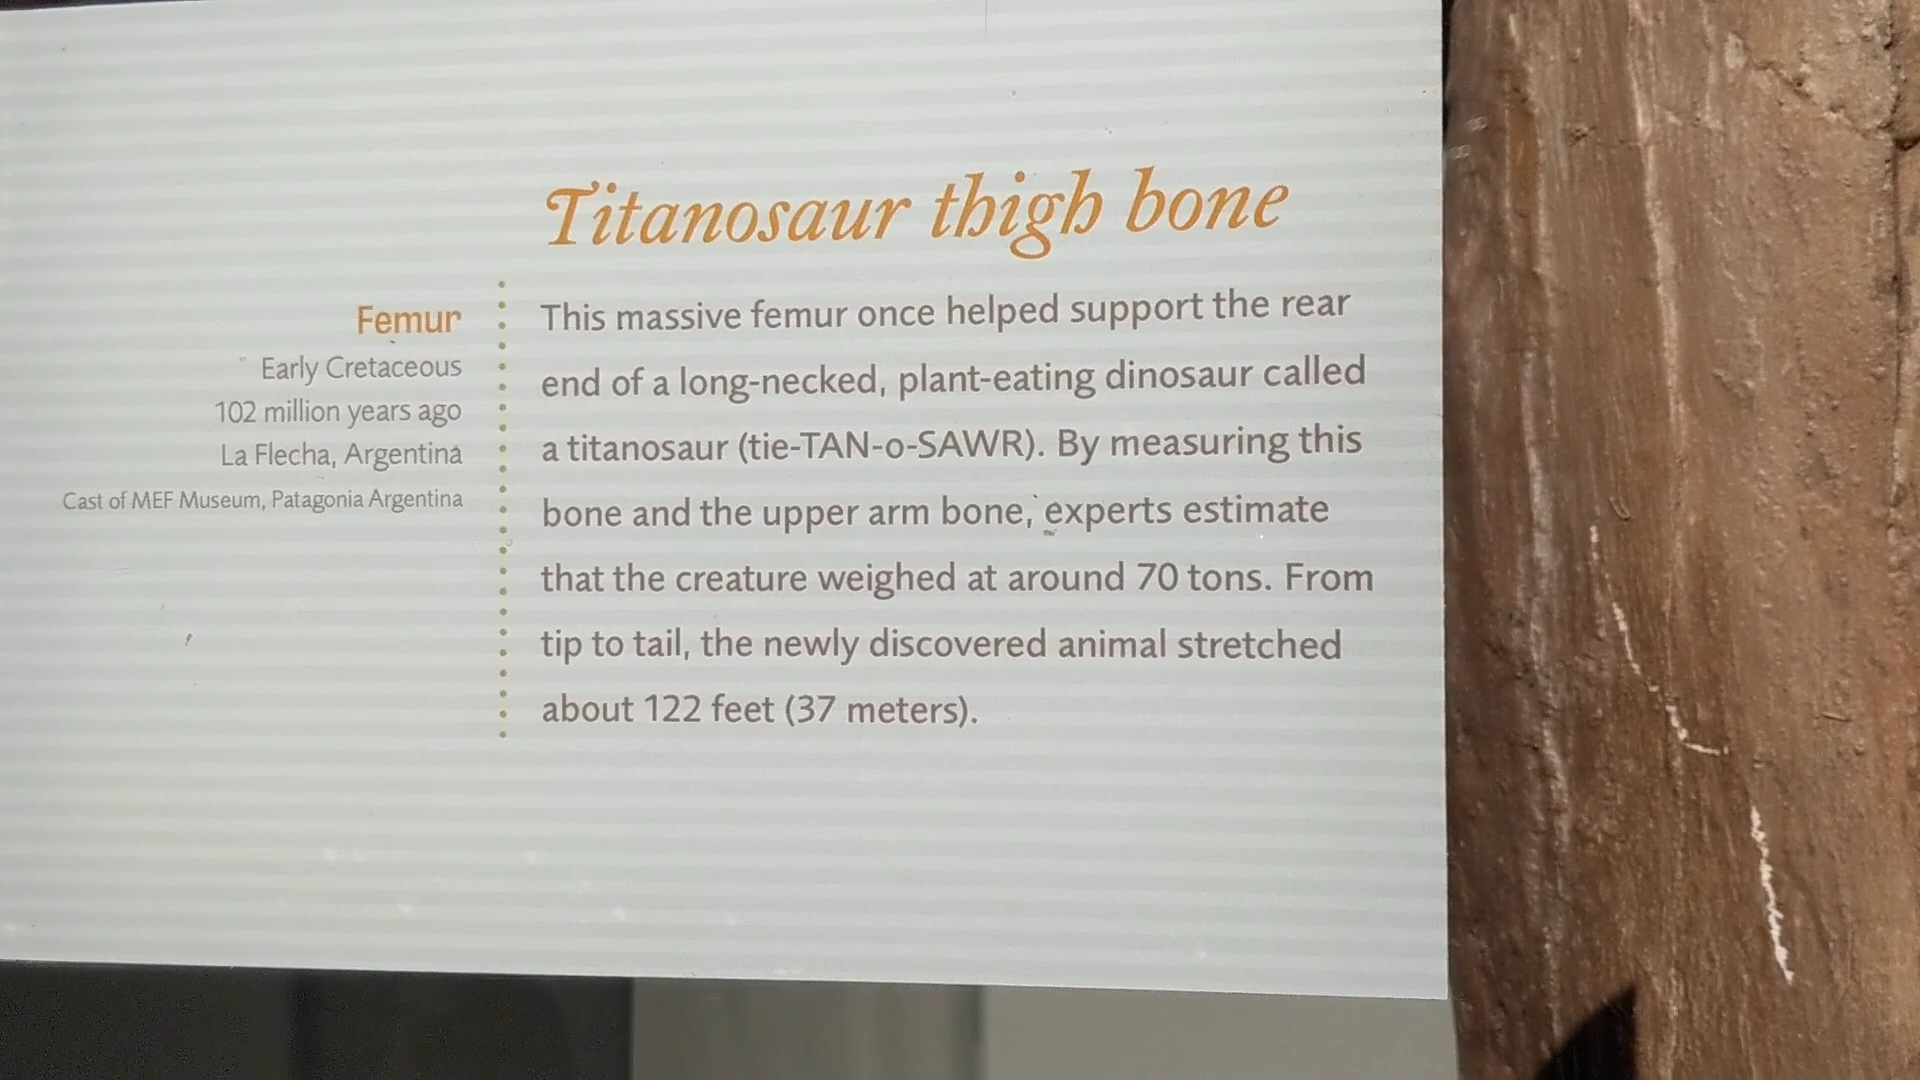 Titanosaur thigh bone
Femur
Early Cretaceous
102 million years ago
La Flecha, Argentina
Cast of MEF Museum, Patagonia Argentina
This massive femur once helped support the rear
end of a long-necked, plant-eating dinosaur called
a titanosaur (tie-TAN-o-SAWR). By measuring this
bone and the upper arm bone, experts estimate
that the creature weighed at around 70 tons. From
tip to tail, the newly discovered animal stretched
about 122 feet (37 meters).